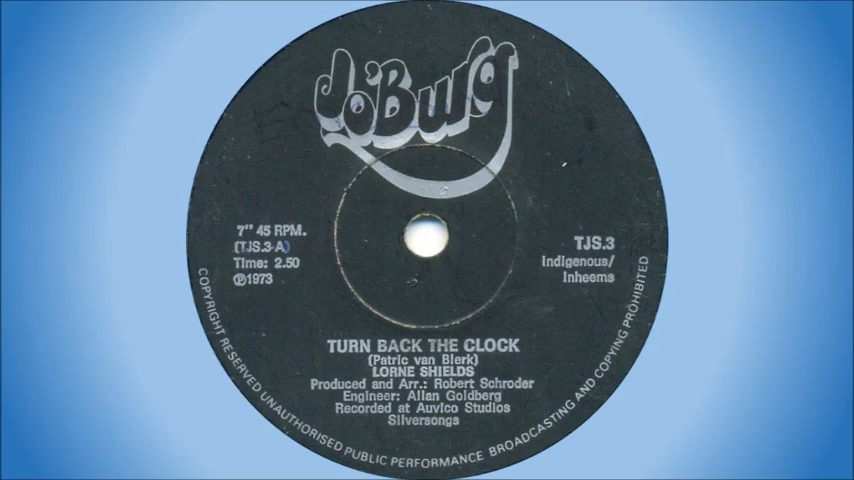 Jo'Burg
7" 45 RPM.
(TJS.3-A)
Time: 2.50
℗1973
TJS.3
Indigenous/
Inheems
TURN BACK THE CLOCK
(Patric van Blerk)
LORNE SHIELDS
Produced and Arr.: Robert Schroder
Engineer: Allan Goldberg
Recorded at Auvico Studios
Silversongs
COPYRIGHT RESERVED UNAUTHORISED PUBLIC PERFORMANCE BROADCASTING AND COPYING PROHIBITED